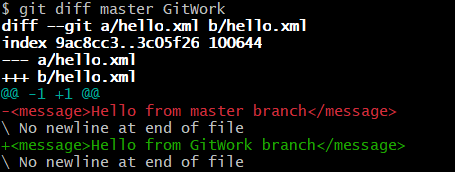 $ git diff master GitWork
diff --git a/hello.xml b/hello.xml
index 9ac8cc3..3c05f26 100644
--- a/hello.xml
+++ b/hello.xml
@@ -1 +1 @@
-<message>Hello from master branch</message>
\ No newline at end of file
+<message>Hello from GitWork branch</message>
\ No newline at end of file